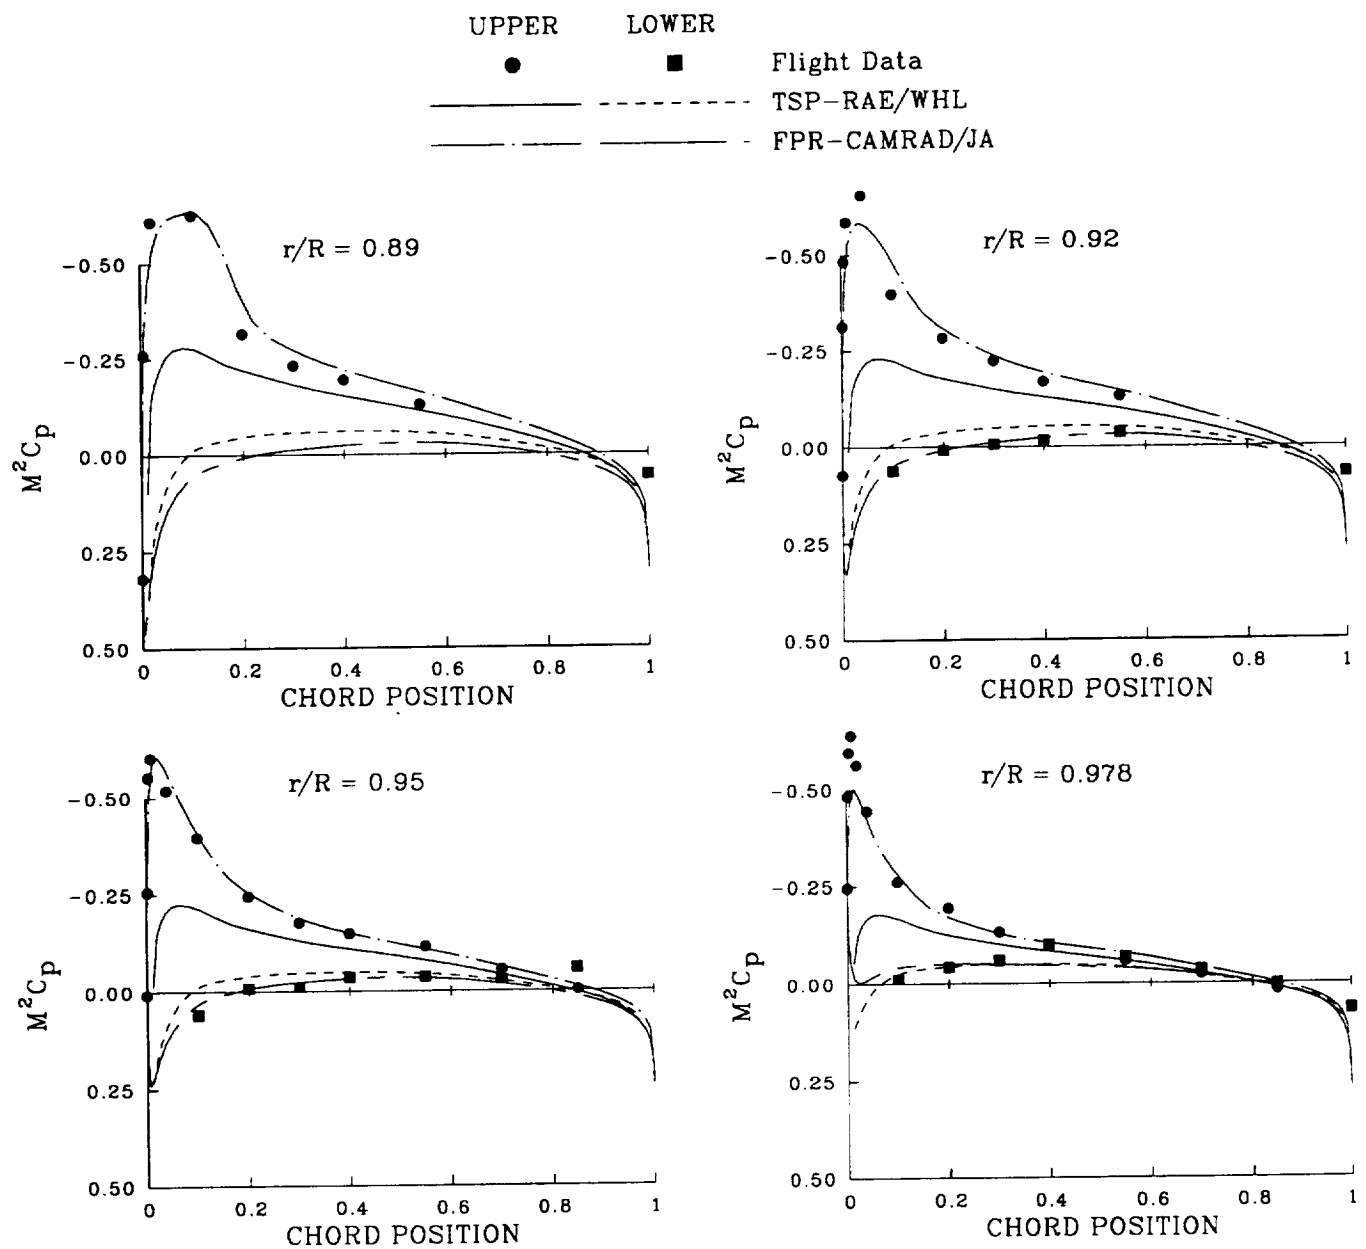 UPPER LOWER
Flight Data
TSP-RAE/WHL
FPR-CAMRAD/JA
r/R = 0.89
-0.50
-0.25
0.00
0.25
0.50
M²Cp
0 0.2 0.4 0.6 0.8 1
CHORD POSITION
r/R = 0.92
-0.50
-0.25
0.00
0.25
0.50
M²Cp
0 0.2 0.4 0.6 0.8 1
CHORD POSITION
r/R = 0.95
-0.50
-0.25
0.00
0.25
0.50
M²Cp
0 0.2 0.4 0.6 0.8 1
CHORD POSITION
r/R = 0.978
-0.50
-0.25
0.00
0.25
0.50
M²Cp
0 0.2 0.4 0.6 0.8 1
CHORD POSITION